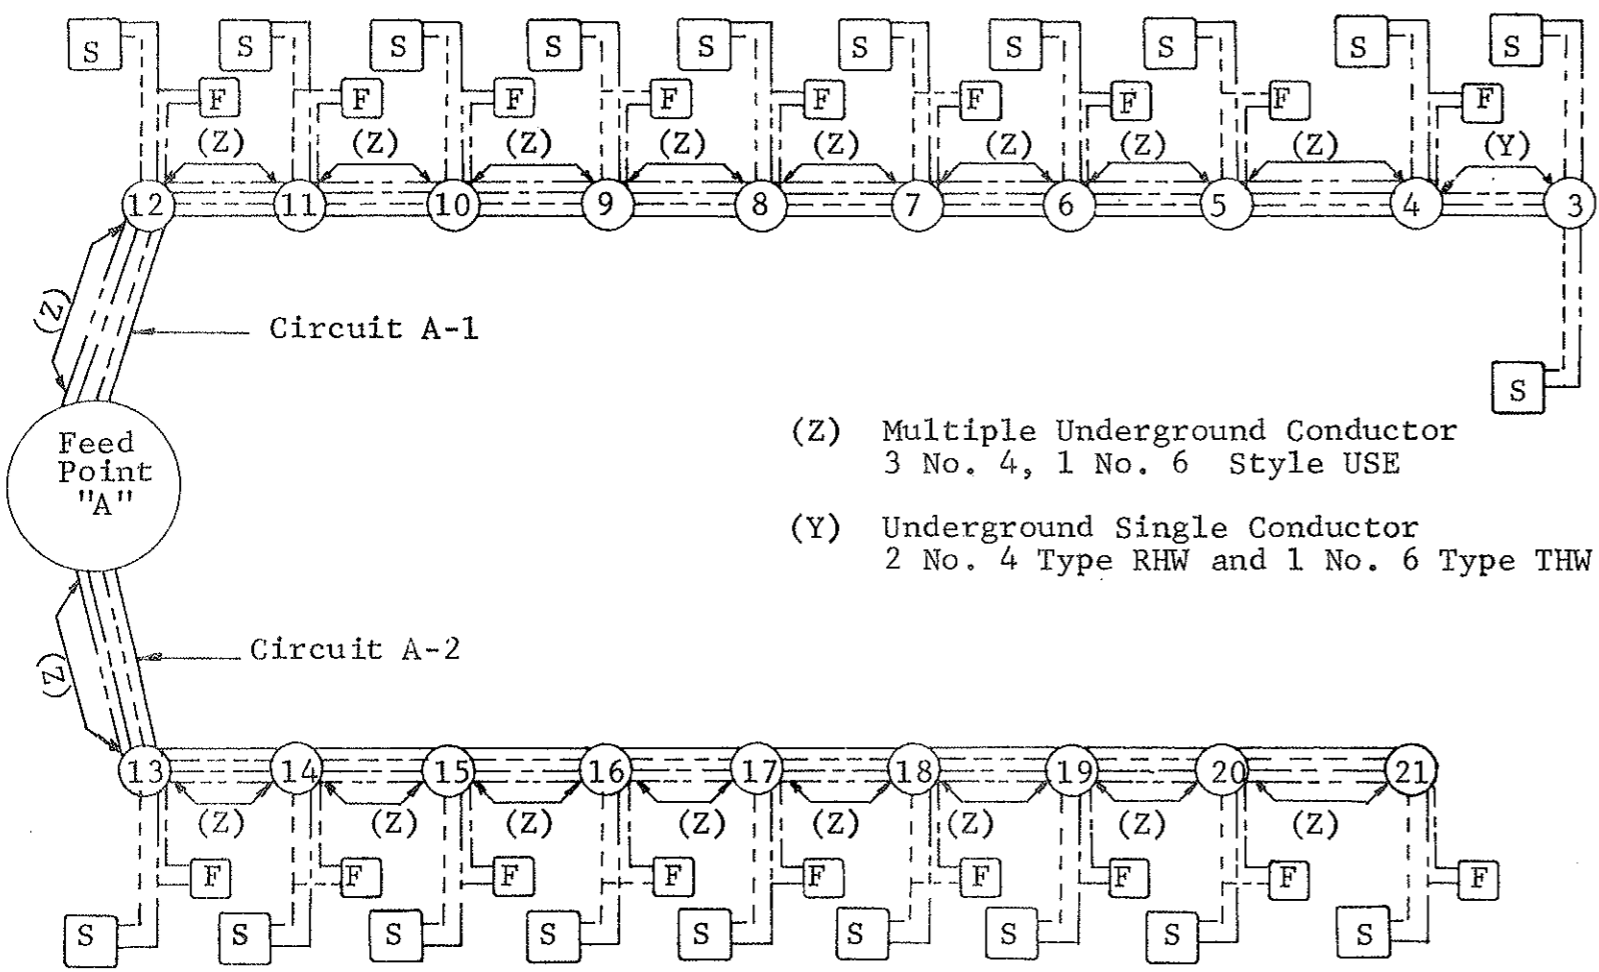 S S S S S S S S S S
F F F F F F F F F
(Z) (Z) (Z) (Z) (Z) (Z) (Z) (Z) (Y)
12 11 10 9 8 7 6 5 4 3
(Z)
Circuit A-1
S
Feed
Point
"A"
(Z) Multiple Underground Conductor
3 No. 4, 1 No. 6 Style USE
(Y) Underground Single Conductor
2 No. 4 Type RHW and 1 No. 6 Type THW
Circuit A-2
(Z)
13 14 15 16 17 18 19 20 21
(Z) (Z) (Z) (Z) (Z) (Z) (Z) (Z)
F F F F F F F F F
S S S S S S S S S